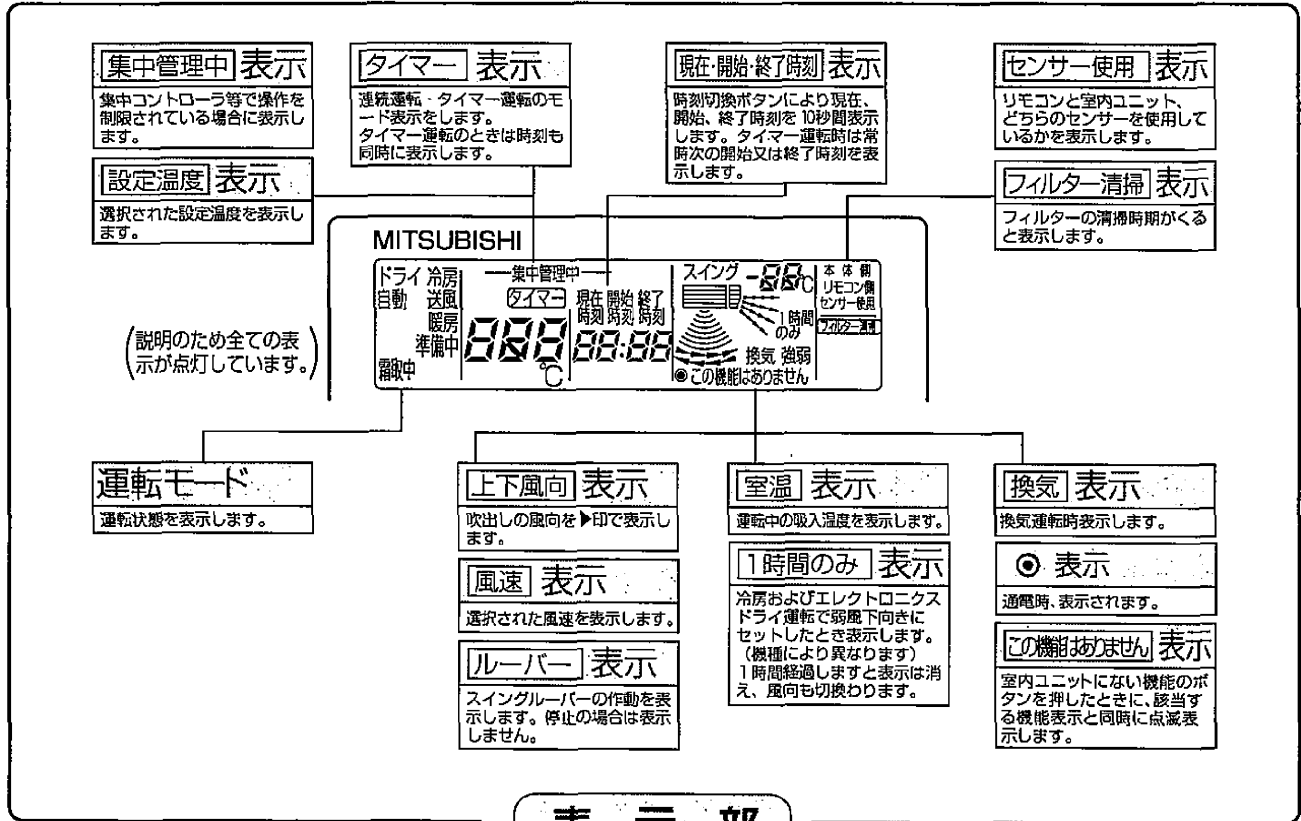 集中管理中 表示
集中コントローラ等で操作を
制限されている場合に表示し
ます。
設定温度 表示
選択された設定温度を表示し
ます。
タイマー 表示
連続運転・タイマー運転のモ
ード表示をします。
タイマー運転のときは時刻も
同時に表示します。
現在・開始・終了時刻 表示
時刻切換ボタンにより現在、
開始、終了時刻を10秒間表示
します。タイマー運転時は常
時次の開始又は終了時刻を表
示します。
センサー使用 表示
リモコンと室内ユニット、
どちらのセンサーを使用して
いるかを表示します。
フィルター清掃 表示
フィルターの清掃時期がくる
と表示します。
(説明のため全ての表
示が点灯しています。)
MITSUBISHI
ドライ 冷房
自動 送風
暖房
準備中
霜取中
集中管理中
タイマー
888
℃
現在 開始 終了
時刻 時刻 時刻
88:88
スイング
-88℃
1時間
のみ
換気 強弱
◉この機能はありません
本体側
リモコン側
センサー使用
フィルター清掃
運転モード
運転状態を表示します。
上下風向 表示
吹出しの風向を▶印で表示し
ます。
風速 表示
選択された風速を表示します。
ルーバー 表示
スイングルーバーの作動を表
示します。停止の場合は表示
しません。
室温 表示
運転中の吸入温度を表示します。
1時間のみ 表示
冷房およびエレクトロニクス
ドライ運転で弱風下向きに
セットしたとき表示します。
(機種により異なります)
1時間経過しますと表示は消
え、風向も切換わります。
換気 表示
換気運転時表示します。
◉ 表示
通電時、表示されます。
この機能はありません 表示
室内ユニットにない機能のボ
タンを押したときに、該当す
る機能表示と同時に点滅表
示します。
表示部